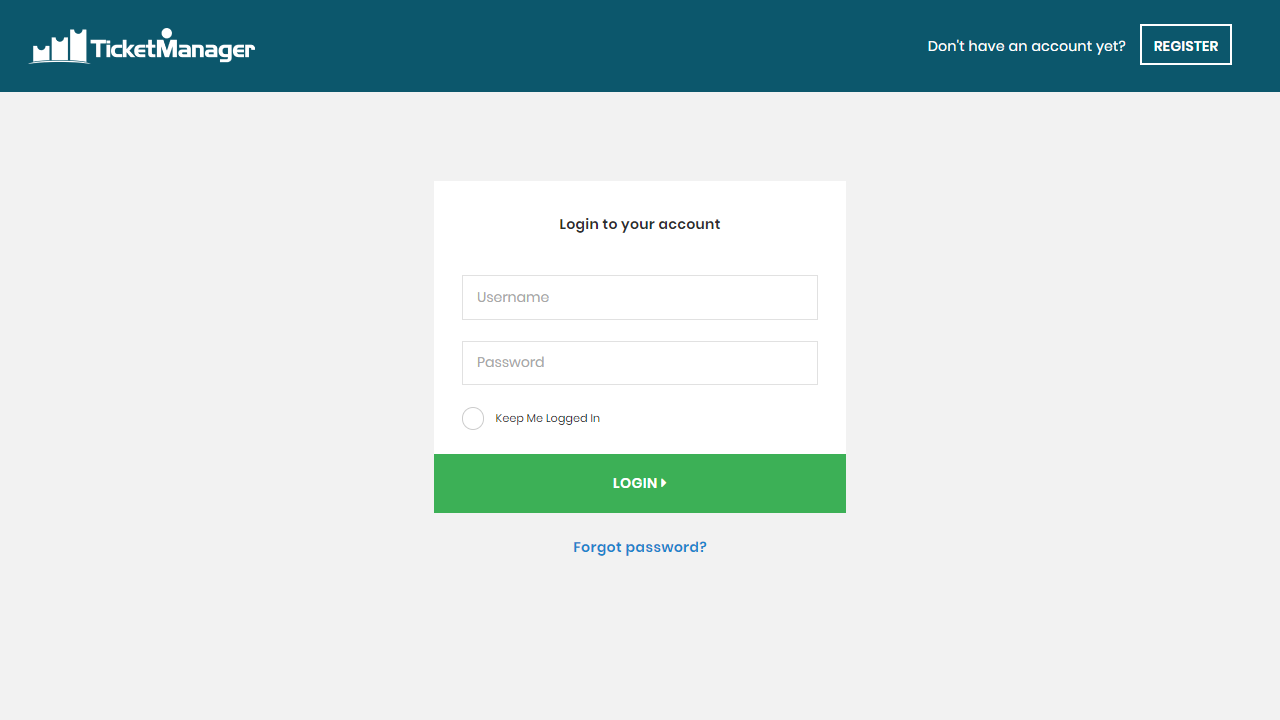 TicketManager
Don't have an account yet? REGISTER
Login to your account
Username
Password
Keep Me Logged In
LOGIN
Forgot password?